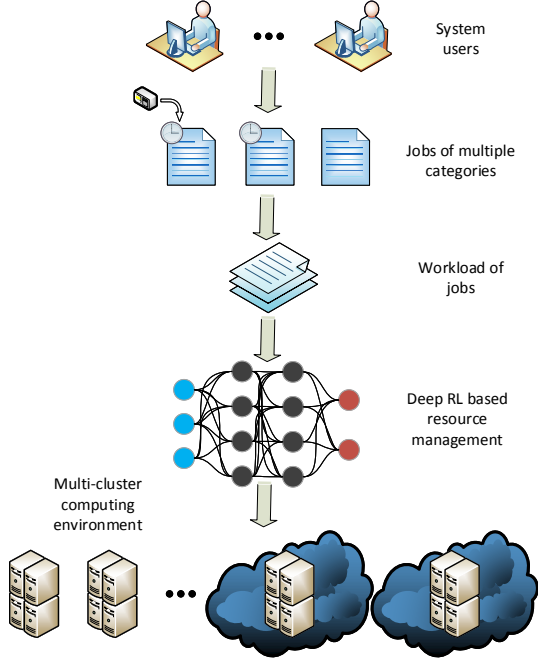 System
users
Jobs of multiple
categories
Workload of
jobs
Deep RL based
resource
management
Multi-cluster
computing
environment